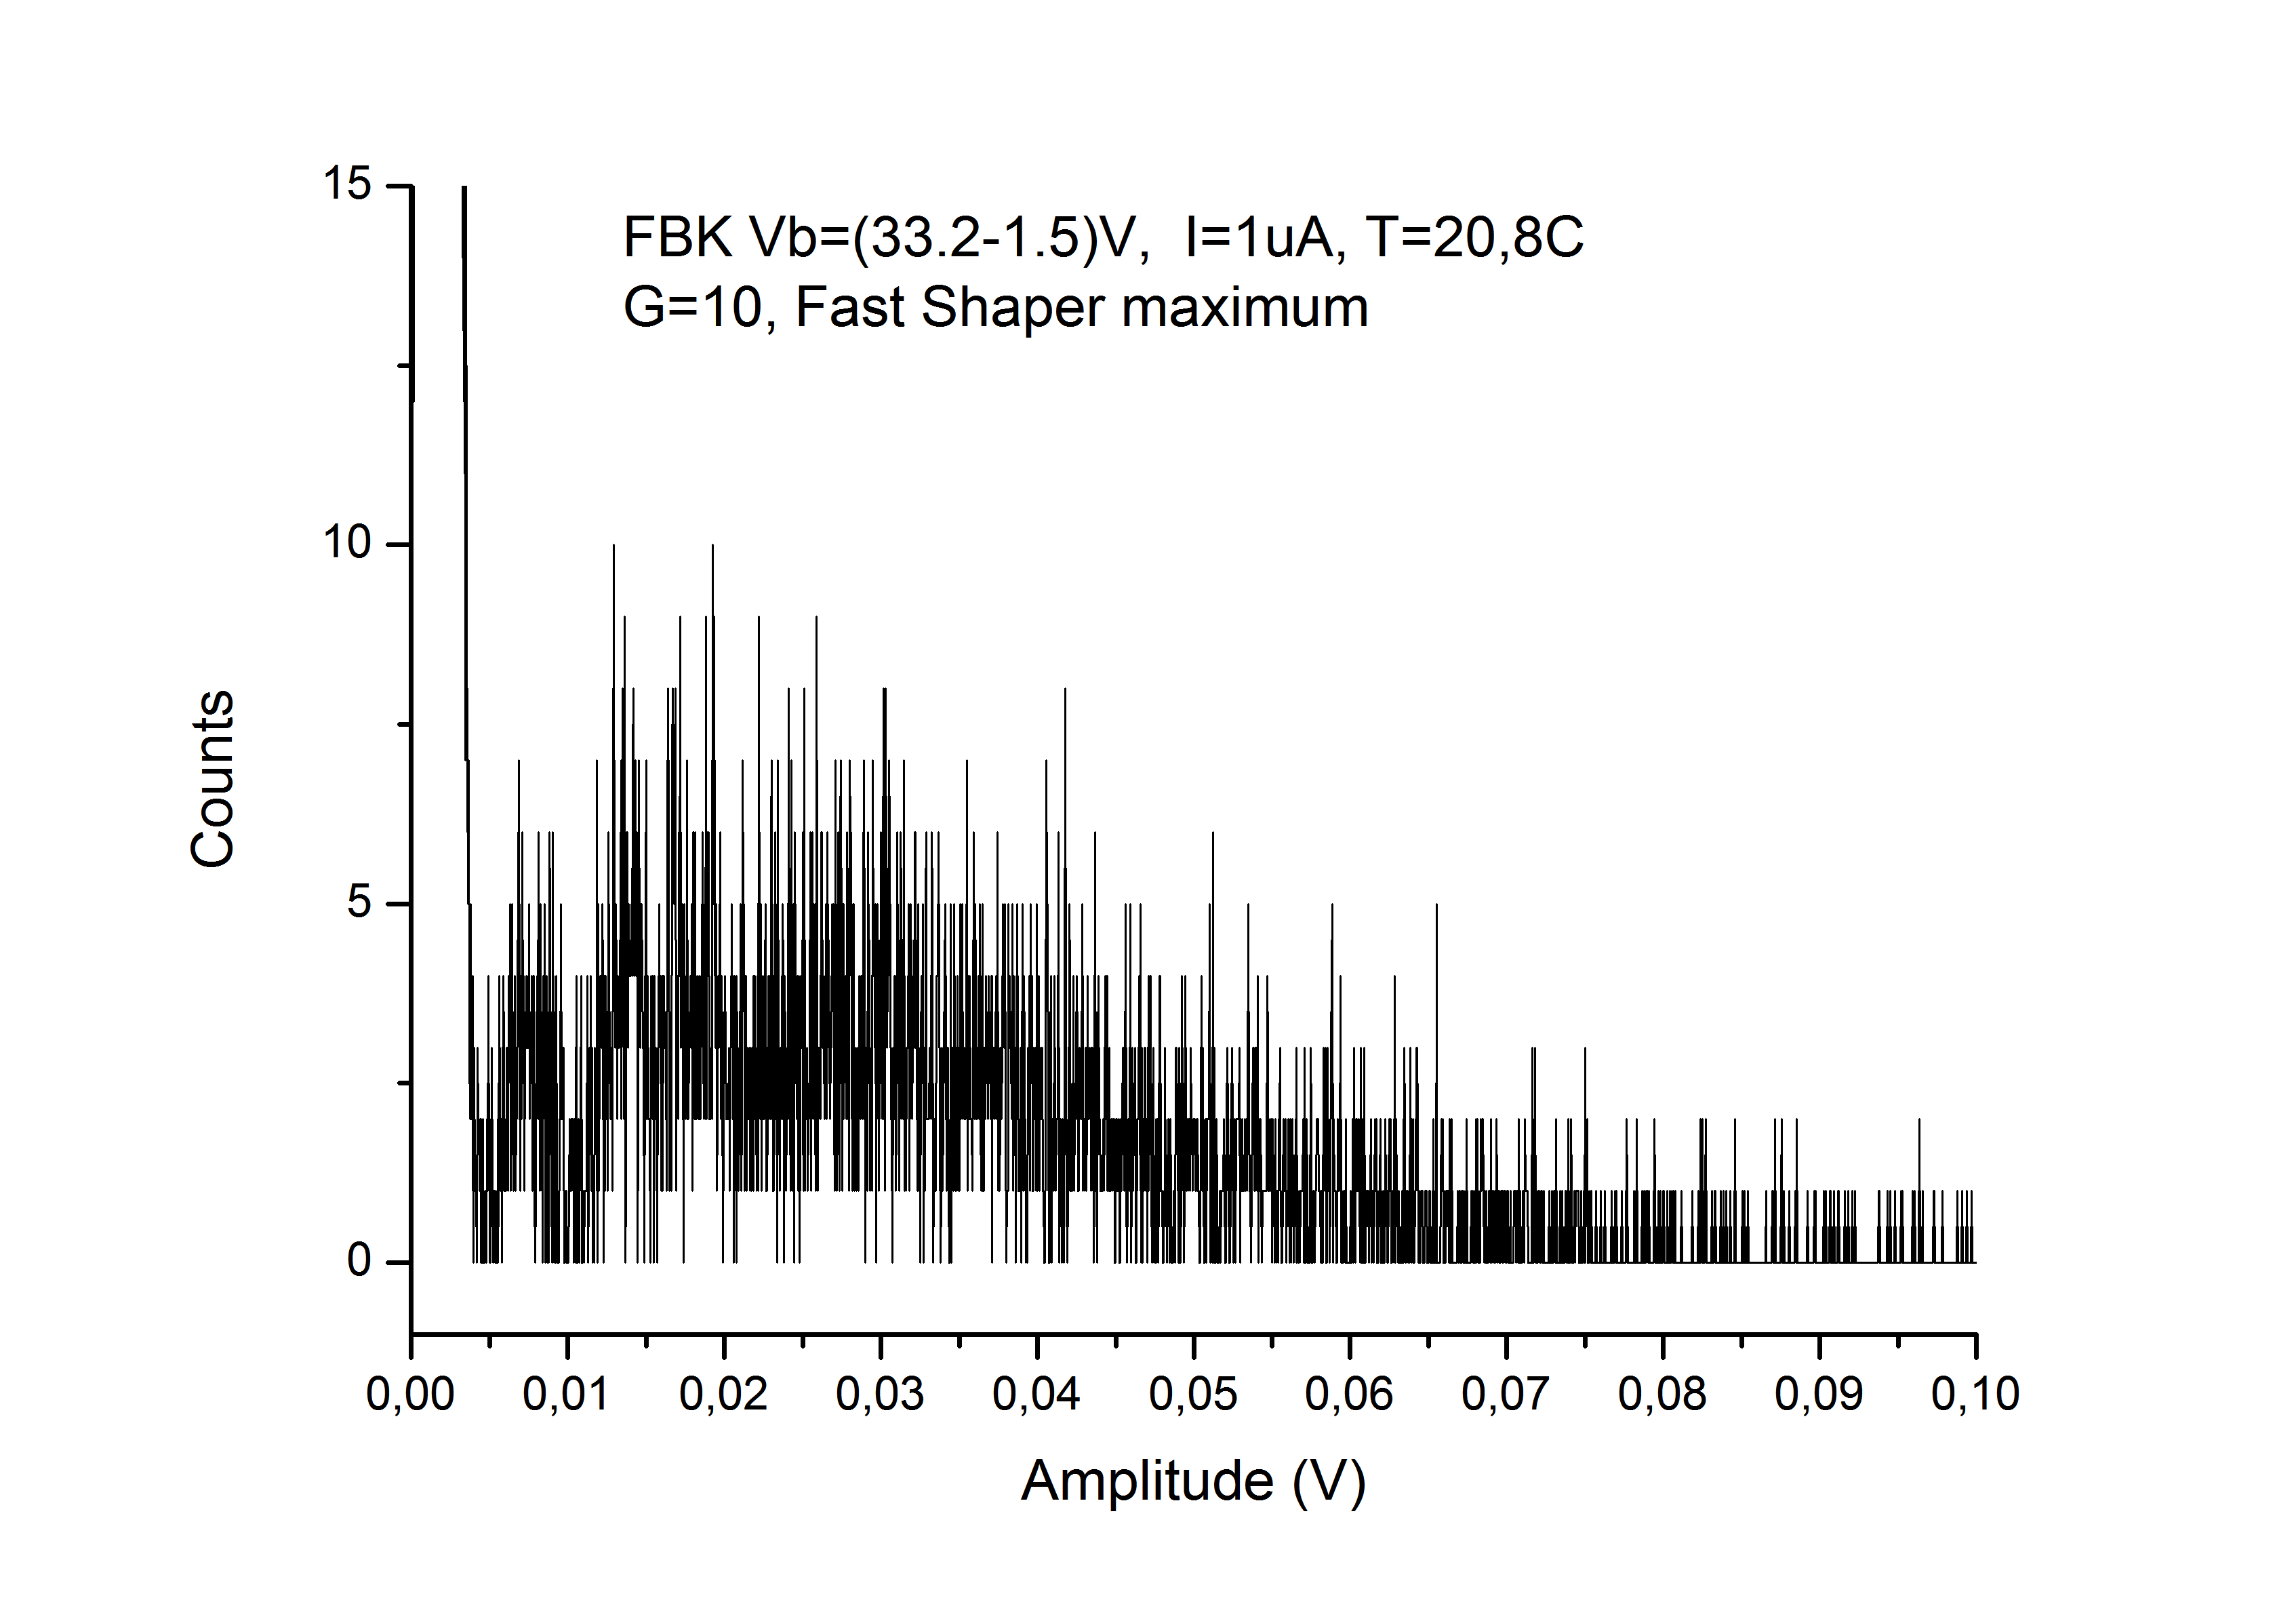 FBK Vb=(33.2-1.5)V, I=1uA, T=20,8C
G=10, Fast Shaper maximum
15
10
5
0
Counts
0,00 0,01 0,02 0,03 0,04 0,05 0,06 0,07 0,08 0,09 0,10
Amplitude (V)